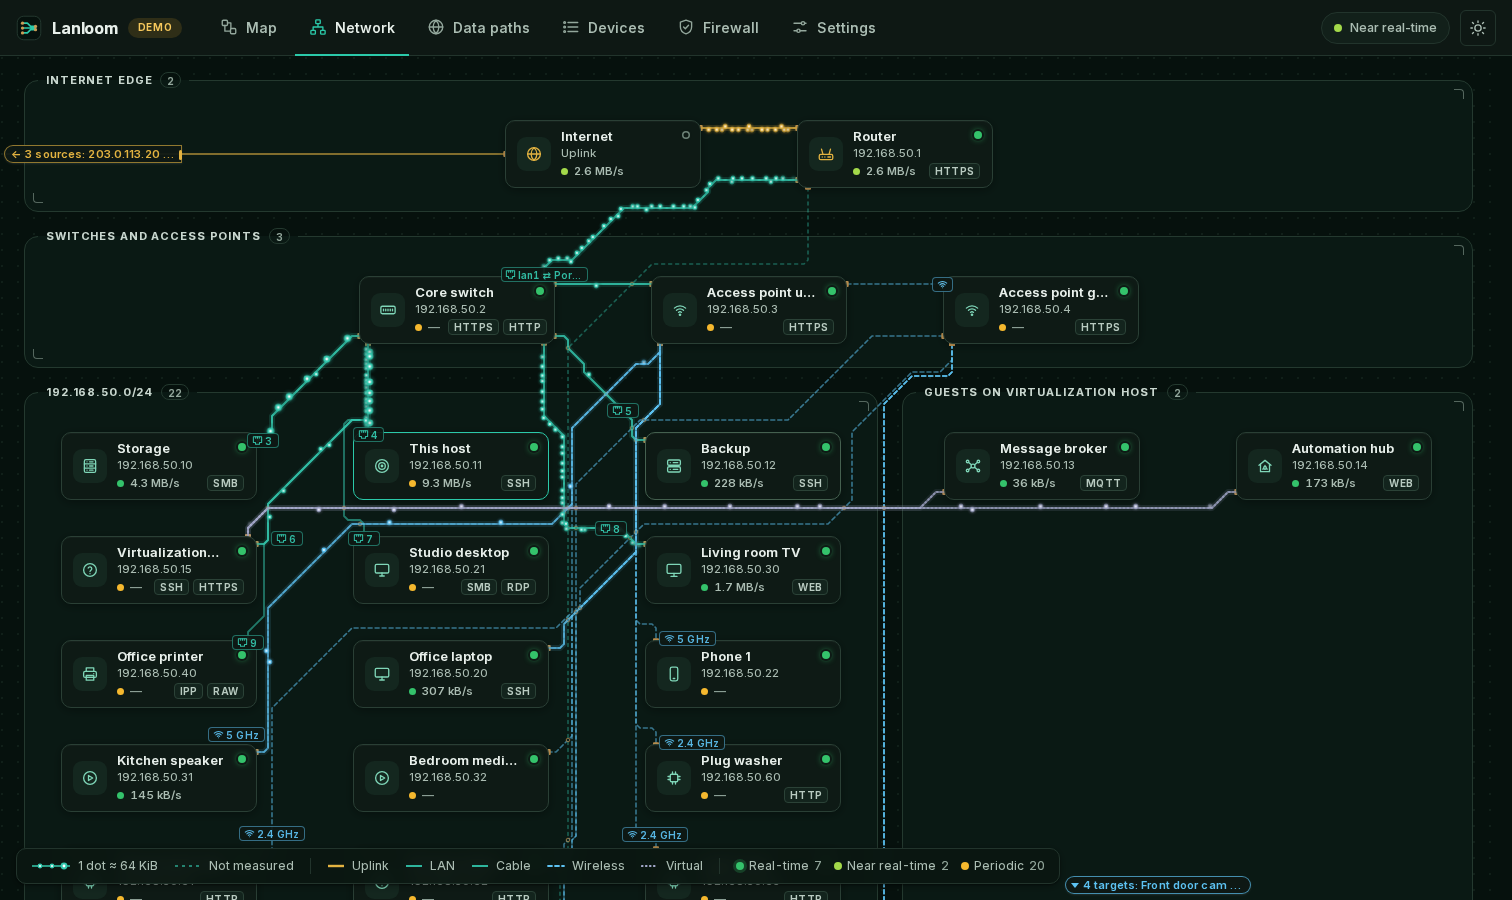 Lanloom DEMO Map Network Data paths Devices Firewall Settings Near real-time
INTERNET EDGE 2
Internet
Uplink
2.6 MB/s
Router
192.168.50.1
2.6 MB/s HTTPS
← 3 sources: 203.0.113.20 ...
SWITCHES AND ACCESS POINTS 3
lan1 ⇄ Por...
Core switch
192.168.50.2
— HTTPS HTTP
Access point u...
192.168.50.3
— HTTPS
Access point g...
192.168.50.4
— HTTPS
192.168.50.0/24 22
GUESTS ON VIRTUALIZATION HOST 2
5
3
4
Storage
192.168.50.10
4.3 MB/s SMB
This host
192.168.50.11
9.3 MB/s SSH
Backup
192.168.50.12
228 kB/s SSH
Message broker
192.168.50.13
36 kB/s MQTT
Automation hub
192.168.50.14
173 kB/s WEB
8
6
7
Virtualization...
192.168.50.15
— SSH HTTPS
Studio desktop
192.168.50.21
— SMB RDP
Living room TV
192.168.50.30
1.7 MB/s WEB
9
5 GHz
Office printer
192.168.50.40
— IPP RAW
Office laptop
192.168.50.20
307 kB/s SSH
Phone 1
192.168.50.22
—
5 GHz
2.4 GHz
Kitchen speaker
192.168.50.31
145 kB/s
Bedroom medi...
192.168.50.32
—
Plug washer
192.168.50.60
— HTTP
2.4 GHz
2.4 GHz
1 dot ≈ 64 KiB Not measured Uplink LAN Cable Wireless Virtual Real-time 7 Near real-time 2 Periodic 20
4 targets: Front door cam ...
HTTP
HTTP
HTTP